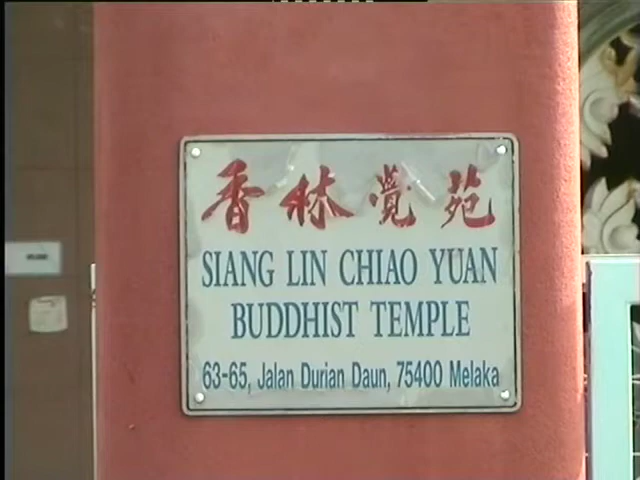 香林覺苑
SIANG LIN CHIAO YUAN
BUDDHIST TEMPLE
63-65, Jalan Durian Daun, 75400 Melaka